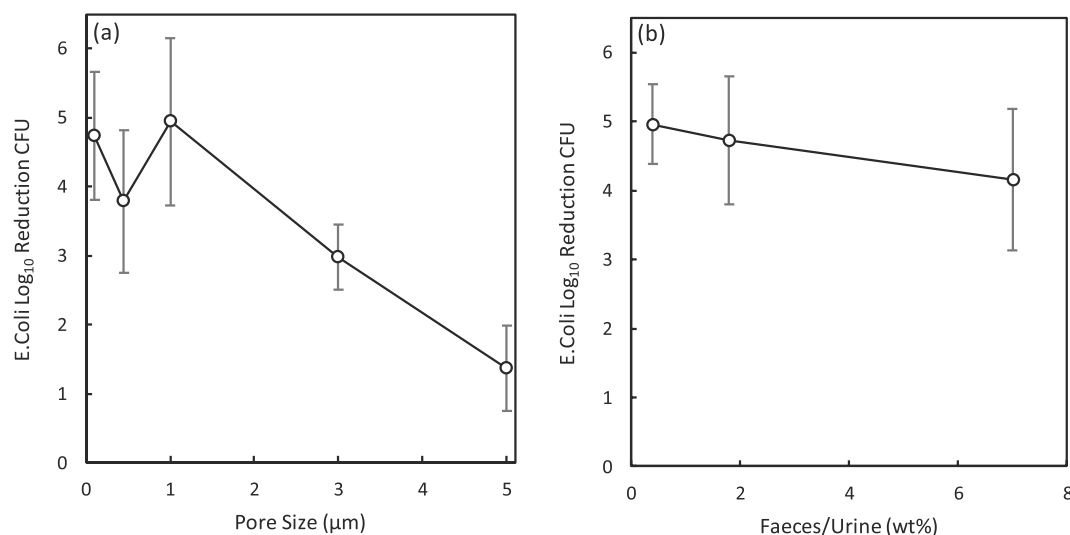 (a)
6
5
4
3
2
1
0
E.Coli Log₁₀ Reduction CFU
0 1 2 3 4 5
Pore Size (µm)
(b)
6
5
4
3
2
1
0
E.Coli Log₁₀ Reduction CFU
0 2 4 6 8
Faeces/Urine (wt%)